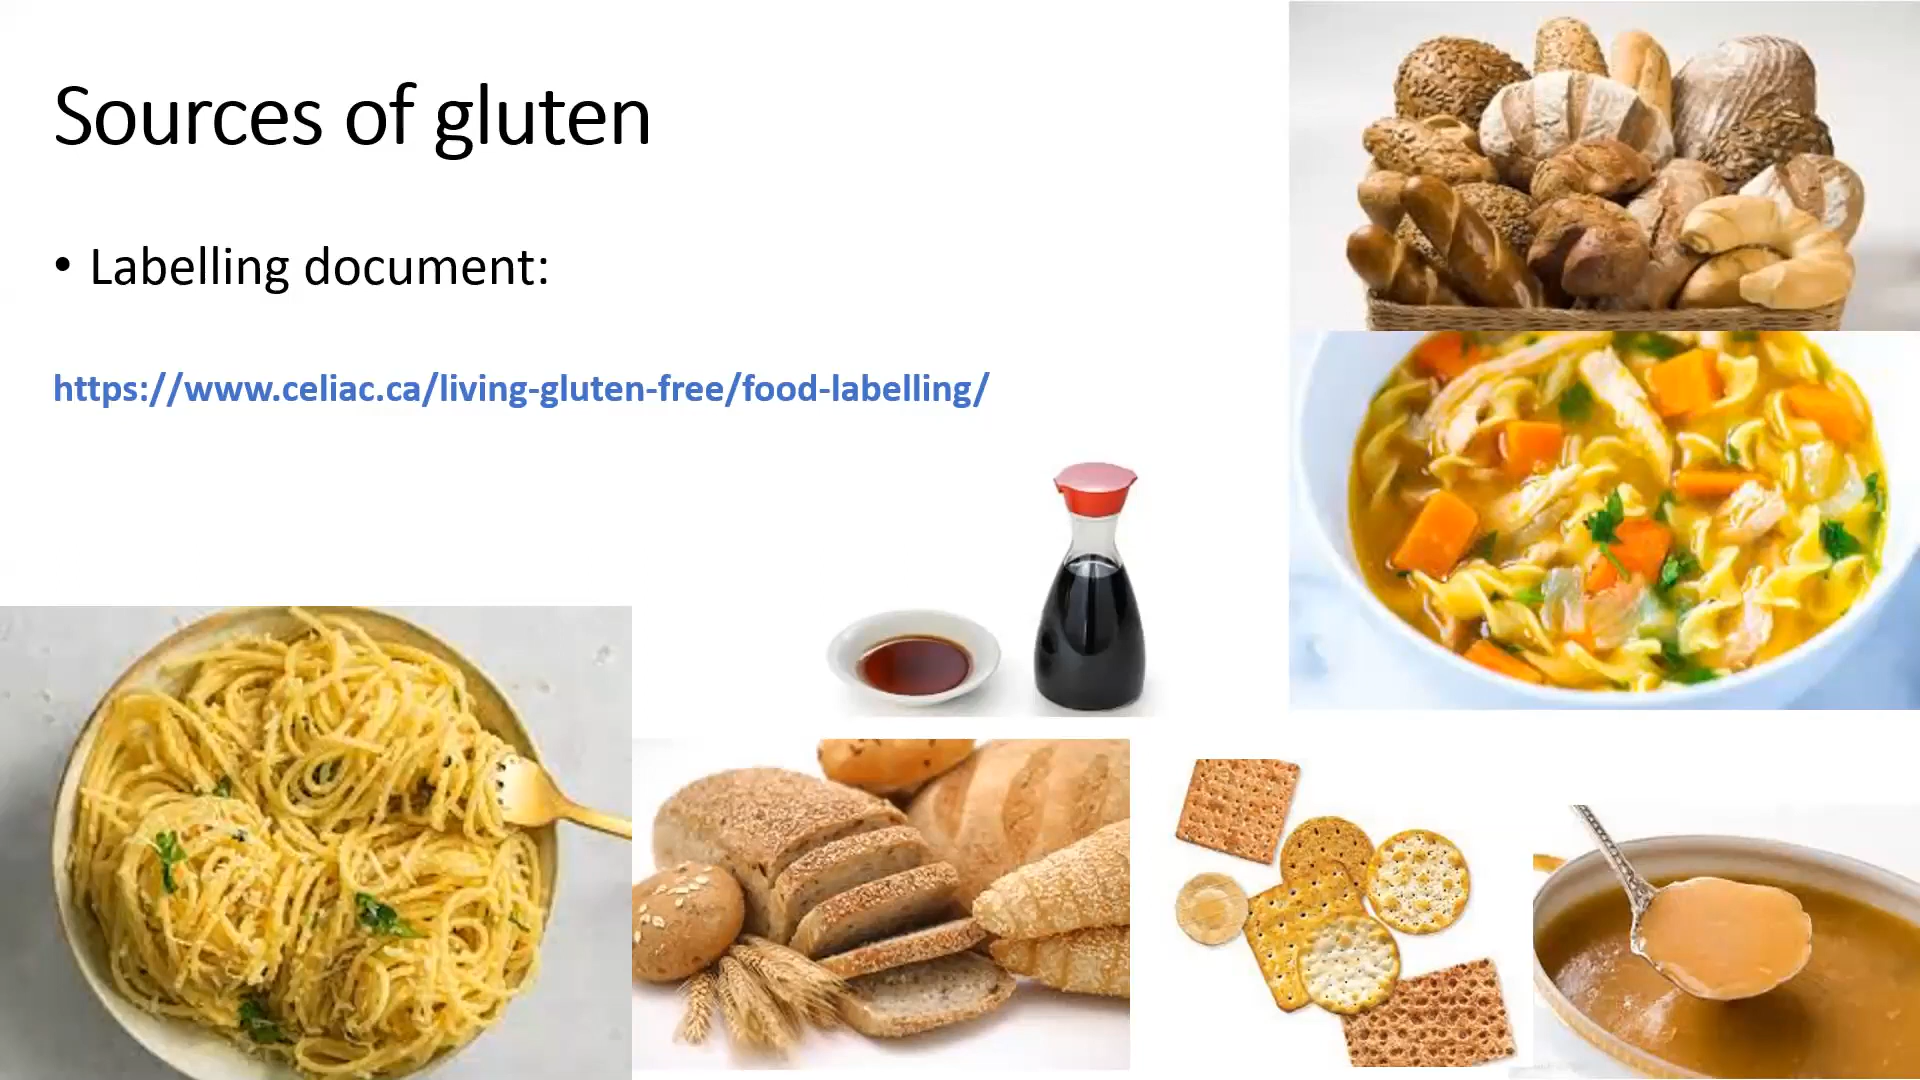 Sources of gluten
• Labelling document:
https://www.celiac.ca/living-gluten-free/food-labelling/